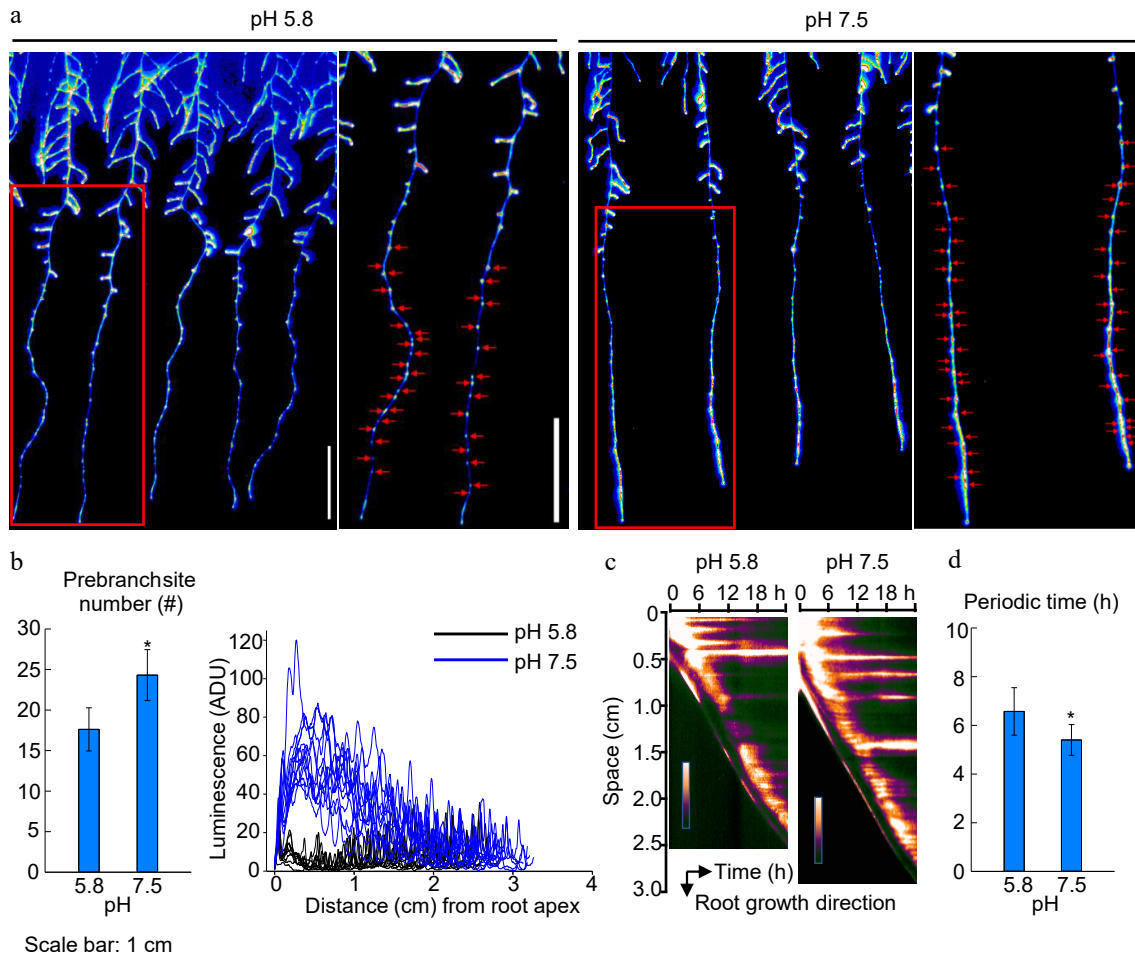 a
pH 5.8
pH 7.5
b
Prebranchsite
number (#)
30
25
20
15
10
5
0
5.8
7.5
pH
*
Luminescence (ADU)
120
100
80
60
40
20
0
0
1
2
3
4
pH 5.8
pH 7.5
Distance (cm) from root apex
c
pH 5.8
pH 7.5
0
6
12
18
h
0
6
12
18
h
Space (cm)
0
0.5
1.0
1.5
2.0
2.5
3.0
Time (h)
Root growth direction
d
Periodic time (h)
10
8
6
4
2
0
*
5.8
7.5
pH
Scale bar: 1 cm